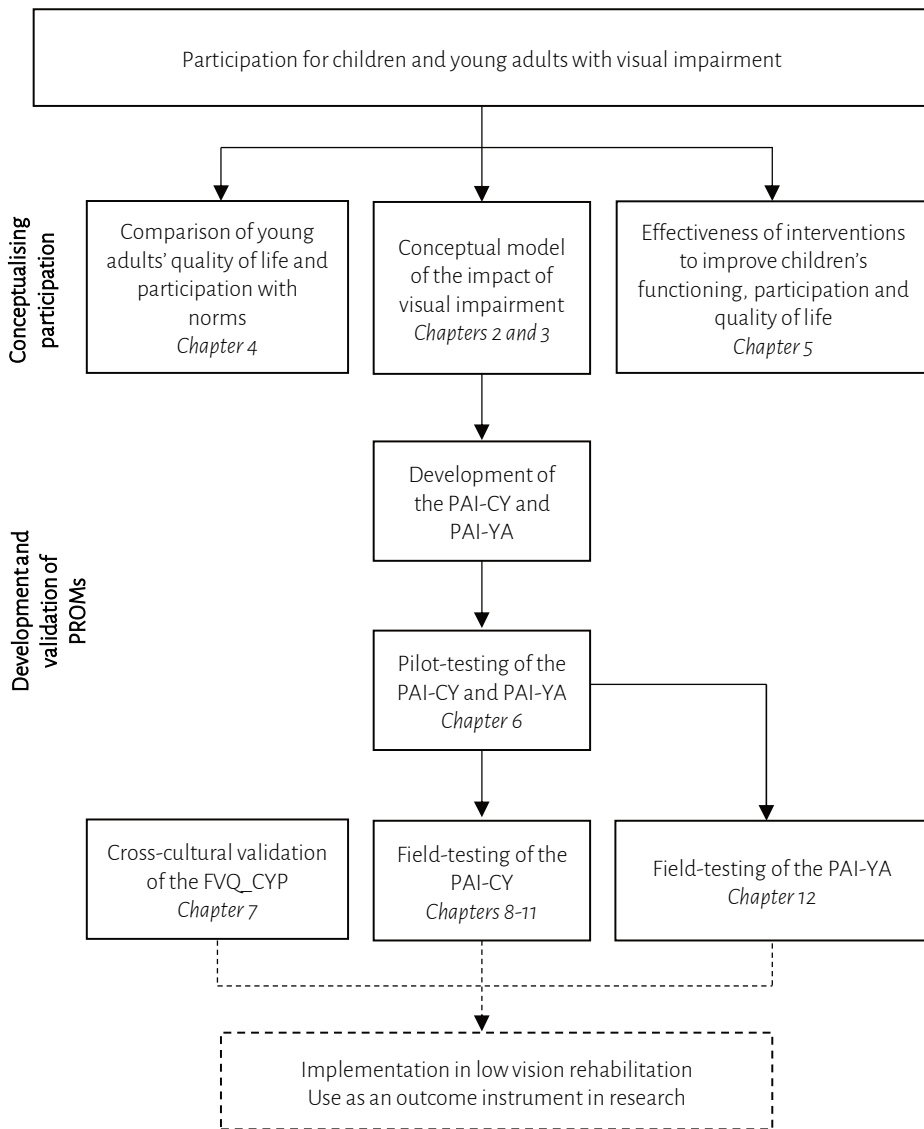 Participation for children and young adults with visual impairment
Conceptualising
participation
Comparison of young
adults’ quality of life and
participation with
norms
Chapter 4
Conceptual model
of the impact of
visual impairment
Chapters 2 and 3
Effectiveness of interventions
to improve children’s
functioning, participation and
quality of life
Chapter 5
Development and
validation of
PROMs
Development of
the PAI-CY and
PAI-YA
Pilot-testing of the
PAI-CY and PAI-YA
Chapter 6
Cross-cultural validation
of the FVQ_CYP
Chapter 7
Field-testing of the
PAI-CY
Chapters 8-11
Field-testing of the PAI-YA
Chapter 12
Implementation in low vision rehabilitation
Use as an outcome instrument in research